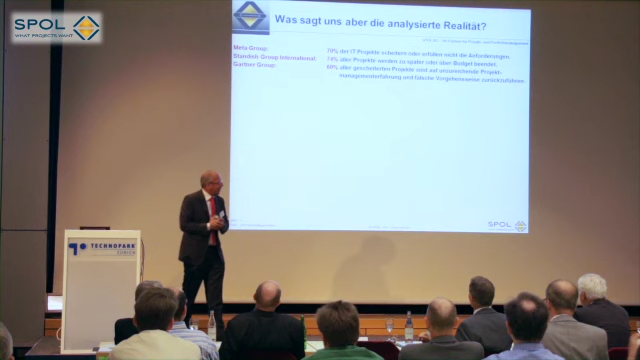 SPOL
WHAT PROJECTS WANT
Was sagt uns aber die analysierte Realität?
Meta Group: 70% der IT Projekte scheitern oder erfüllen nicht die Anforderungen
Standish Group International: 74% aller Projekte werden zu später oder über Budget beendet.
Gartner Group: 60% aller gescheiterten Projekte sind auf unzureichende Projekt-
managementerfahrung und falsche Vorgehensweise zurückzuführen
SPOL
TECHNOPARK
ZÜRICH